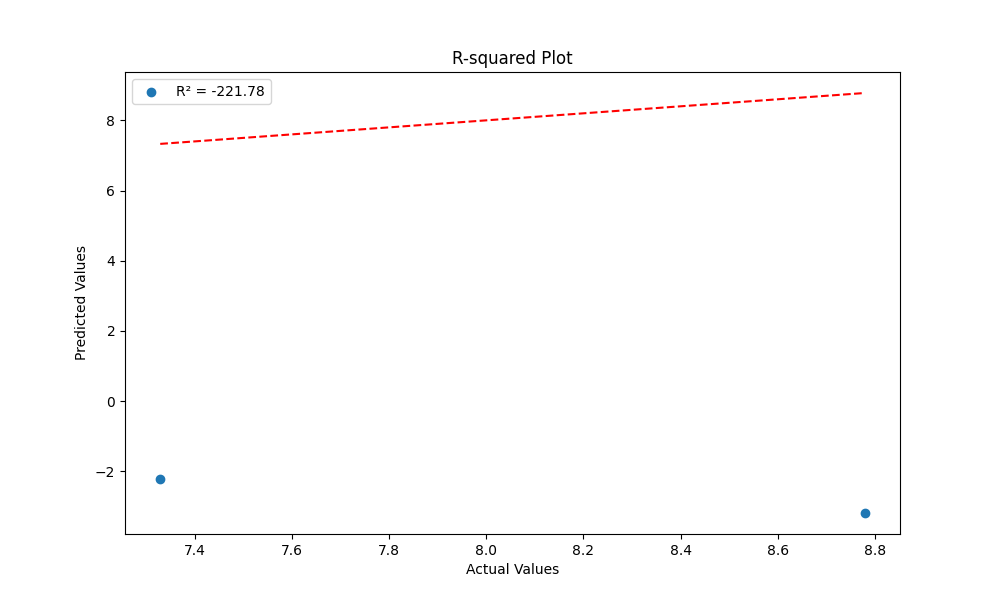 R-squared Plot
R² = -221.78
8
6
4
2
0
−2
Predicted Values
7.4 7.6 7.8 8.0 8.2 8.4 8.6 8.8
Actual Values